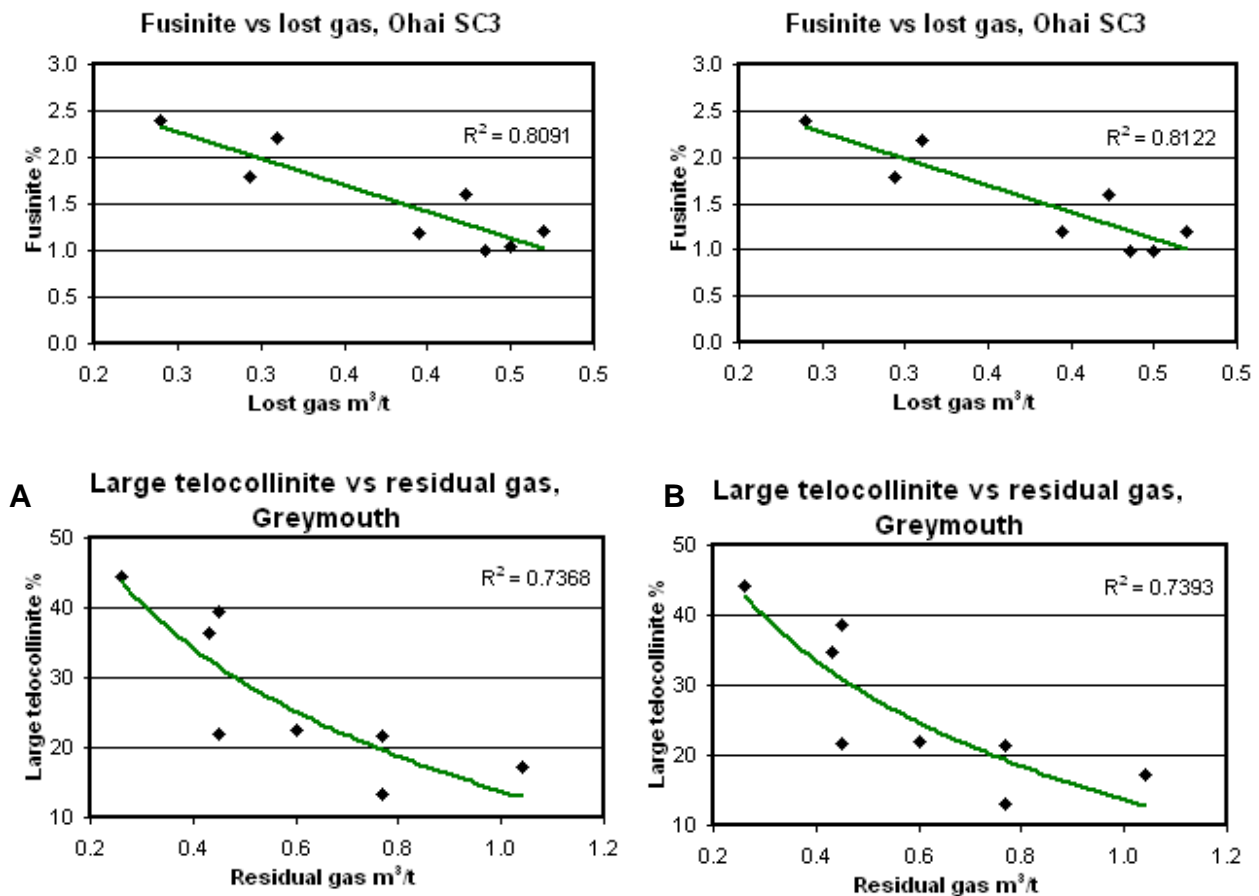 Fusinite vs lost gas, Ohai SC3
3.0
2.5
2.0
1.5
1.0
0.5
0.0
Fusinite %
R² = 0.8091
0.2 0.3 0.3 0.4 0.4 0.5 0.5
Lost gas m³/t
Fusinite vs lost gas, Ohai SC3
3.0
2.5
2.0
1.5
1.0
0.5
0.0
Fusinite %
R² = 0.8122
0.2 0.3 0.3 0.4 0.4 0.5 0.5
Lost gas m³/t
A
Large telocollinite vs residual gas,
Greymouth
50
40
30
20
10
Large telocollinite %
R² = 0.7368
0.2 0.4 0.6 0.8 1.0 1.2
Residual gas m³/t
B
Large telocollinite vs residual gas,
Greymouth
50
40
30
20
10
Large telocollinite %
R² = 0.7393
0.2 0.4 0.6 0.8 1.0 1.2
Residual gas m³/t